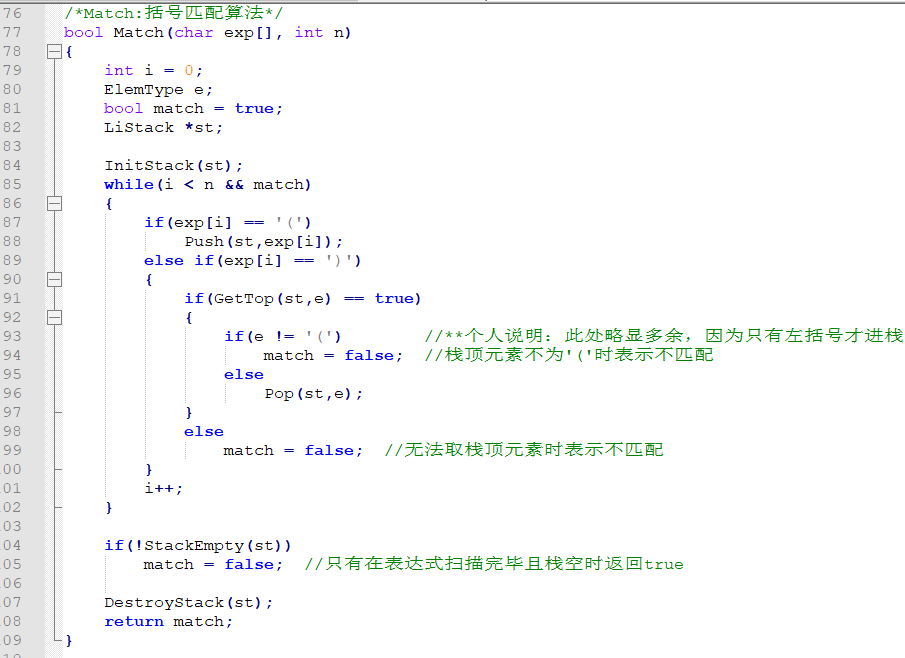 76 /*Match:括号匹配算法*/
77 bool Match(char exp[], int n)
78 {
79     int i = 0;
80     ElemType e;
81     bool match = true;
82     LiStack *st;
83
84     InitStack(st);
85     while(i < n && match)
86     {
87         if(exp[i] == '(')
88             Push(st,exp[i]);
89         else if(exp[i] == ')')
90         {
91             if(GetTop(st,e) == true)
92             {
93                 if(e != '(')        //**个人说明：此处略显多余，因为只有左括号才进栈
94                     match = false;  //栈顶元素不为'('时表示不匹配
95                 else
96                     Pop(st,e);
97             }
98             else
99                 match = false;  //无法取栈顶元素时表示不匹配
00         }
01         i++;
02     }
03
04     if(!StackEmpty(st))
05         match = false;  //只有在表达式扫描完毕且栈空时返回true
06
07     DestroyStack(st);
08     return match;
09 }